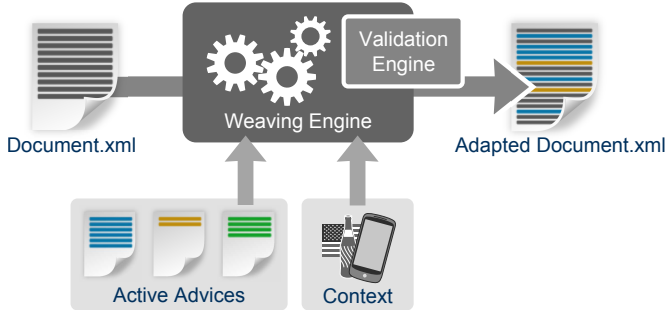 Validation
Engine
Weaving Engine
Document.xml
Adapted Document.xml
Active Advices
Context